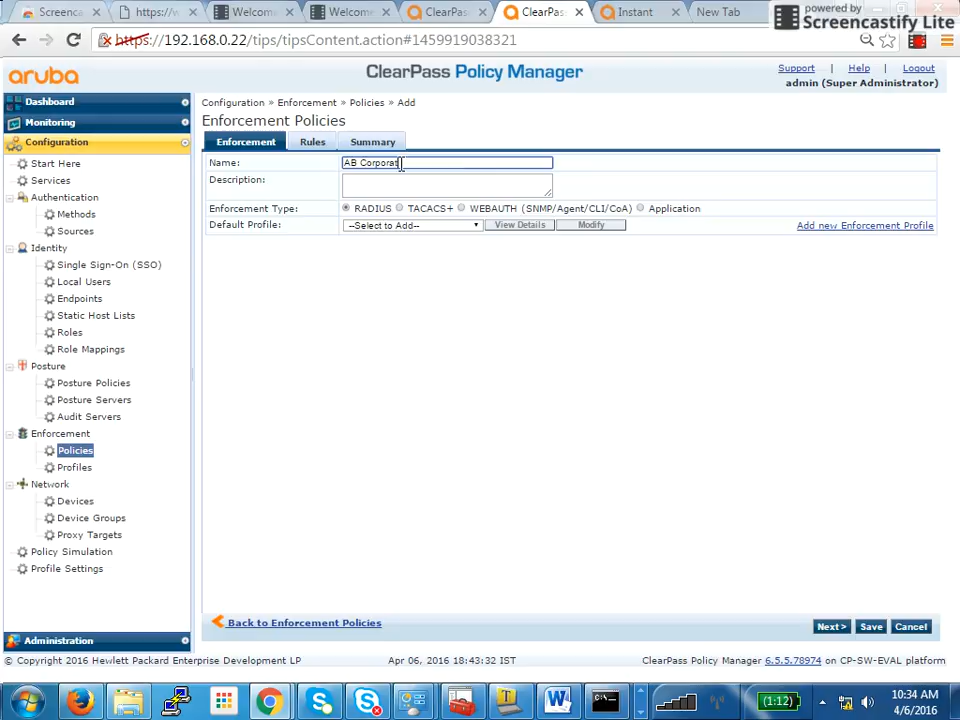 Screenca
https://w
Welcome
Welcome
ClearPas
ClearPas
Instant
New Tab
powered by
Screencastify Lite
https://192.168.0.22/tips/tipsContent.action#1459919038321
aruba
ClearPass Policy Manager
Support | Help | Logout
admin (Super Administrator)
Dashboard
Monitoring
Configuration
Start Here
Services
Authentication
Methods
Sources
Identity
Single Sign-On (SSO)
Local Users
Endpoints
Static Host Lists
Roles
Role Mappings
Posture
Posture Policies
Posture Servers
Audit Servers
Enforcement
Policies
Profiles
Network
Devices
Device Groups
Proxy Targets
Policy Simulation
Profile Settings
Administration
Configuration » Enforcement » Policies » Add
Enforcement Policies
Enforcement Rules Summary
Name: AB Corporat
Description:
Enforcement Type: RADIUS TACACS+ WEBAUTH (SNMP/Agent/CLI/CoA) Application
Default Profile: --Select to Add-- View Details Modify Add new Enforcement Profile
Back to Enforcement Policies Next > Save Cancel
© Copyright 2016 Hewlett Packard Enterprise Development LP Apr 06, 2016 18:43:32 IST ClearPass Policy Manager 6.5.5.78974 on CP-SW-EVAL platform
(1:12)
10:34 AM
4/6/2016